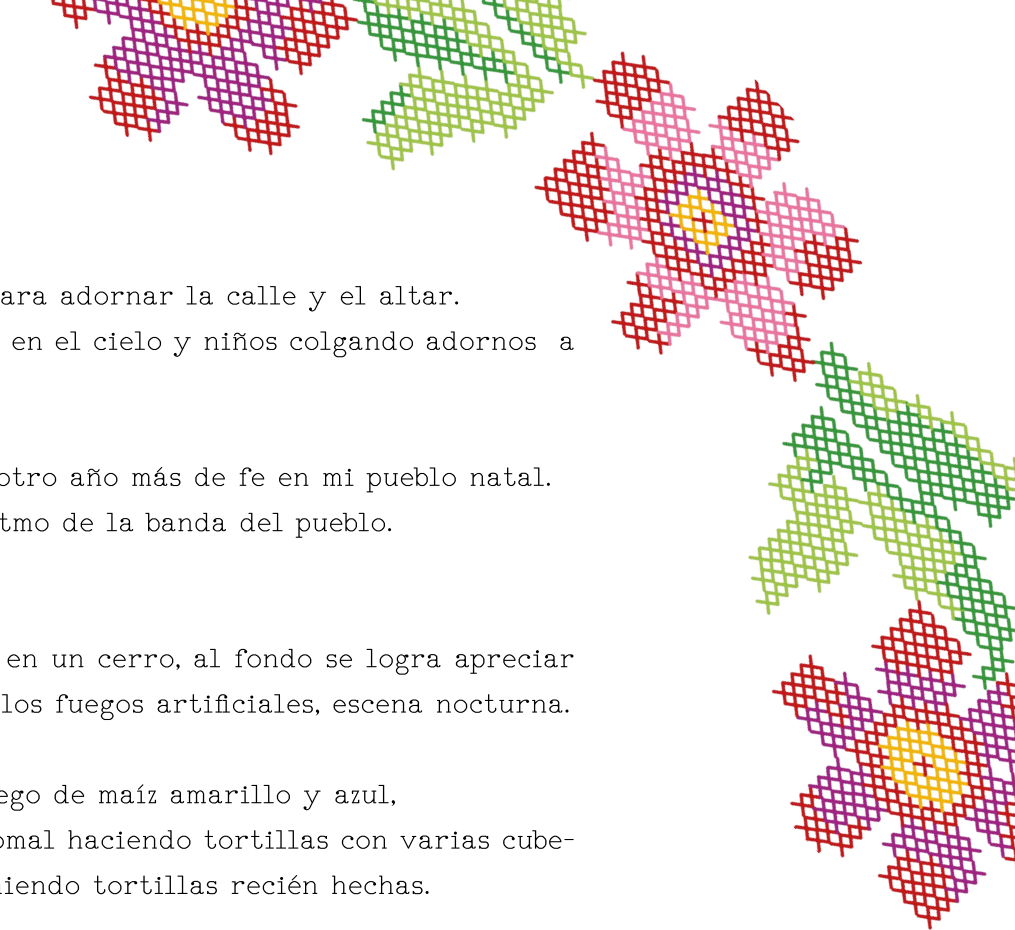 ara adornar la calle y el altar.
en el cielo y niños colgando adornos a
otro año más de fe en mi pueblo natal.
tmo de la banda del pueblo.
en un cerro, al fondo se logra apreciar
los fuegos artificiales, escena nocturna.
ego de maíz amarillo y azul,
omal haciendo tortillas con varias cube-
niendo tortillas recién hechas.